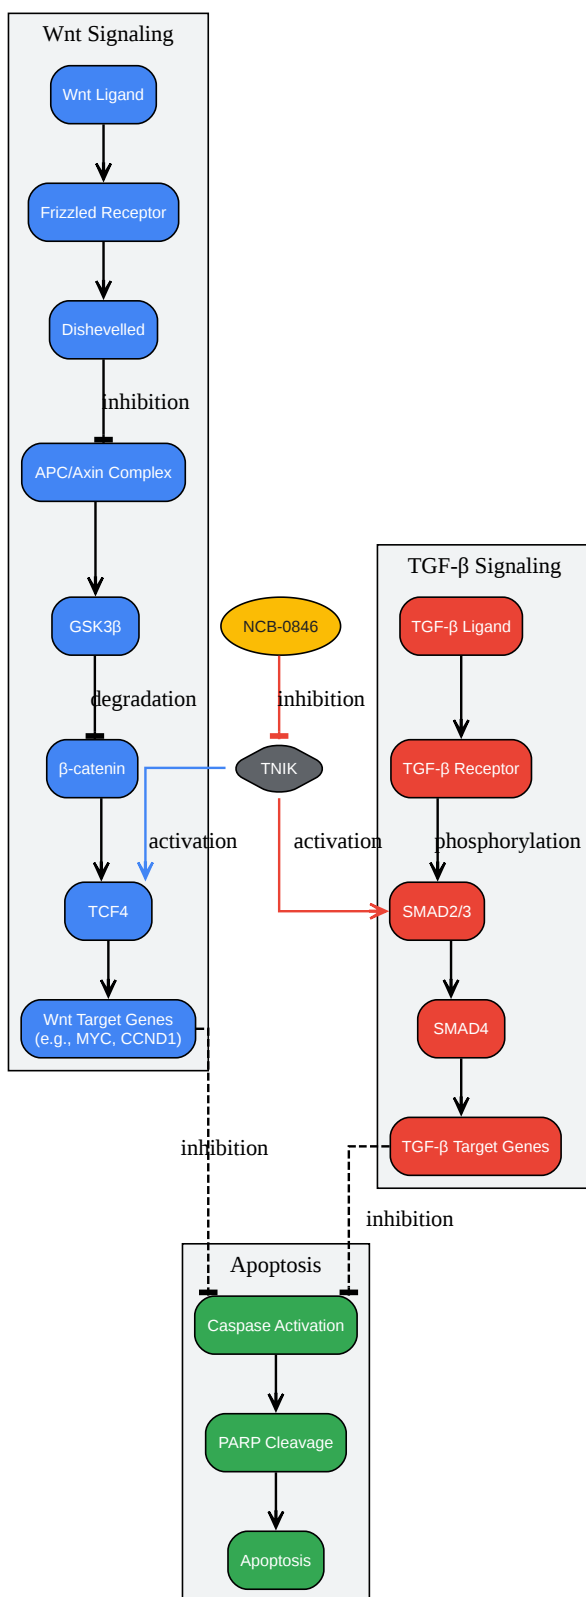 Wnt Signaling
Wnt Ligand
Frizzled Receptor
Dishevelled
inhibition
APC/Axin Complex
GSK3β
degradation
β-catenin
activation
TCF4
Wnt Target Genes
(e.g., MYC, CCND1)
inhibition
NCB-0846
inhibition
TNIK
activation
TGF-β Signaling
TGF-β Ligand
TGF-β Receptor
phosphorylation
SMAD2/3
SMAD4
TGF-β Target Genes
inhibition
Apoptosis
Caspase Activation
PARP Cleavage
Apoptosis